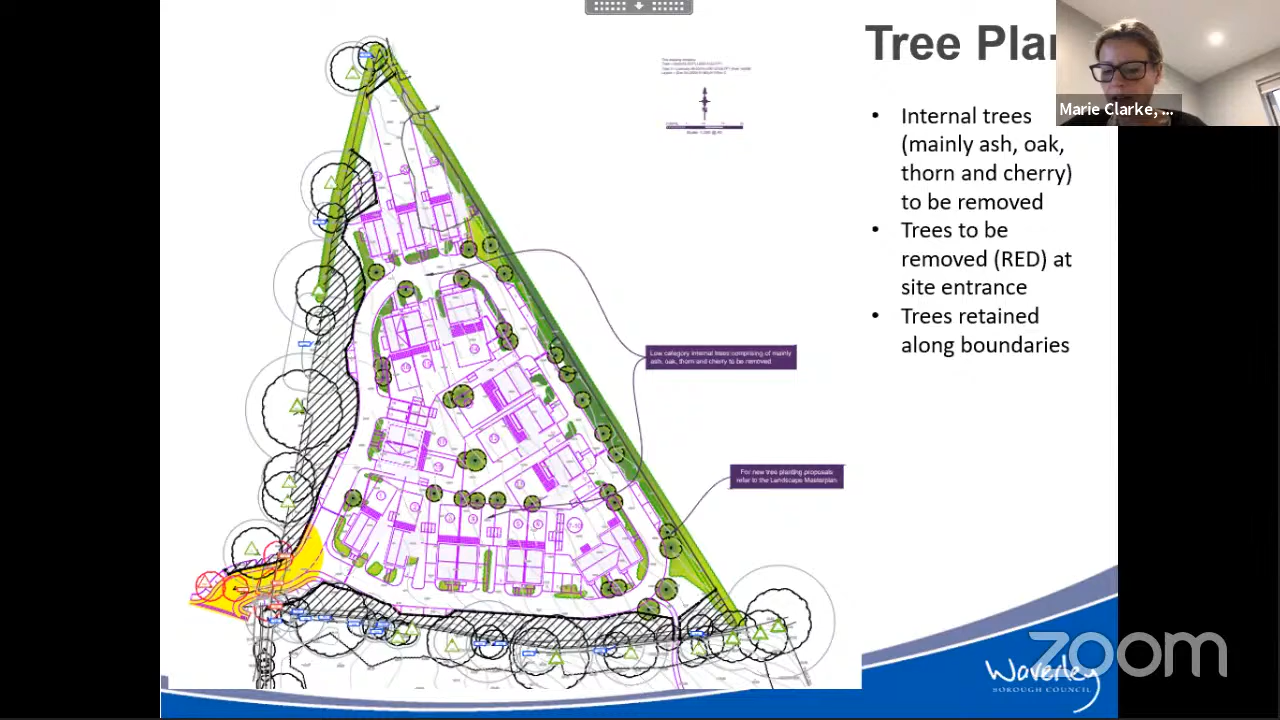 Tree Plan
Marie Clarke, ...
• Internal trees
(mainly ash, oak,
thorn and cherry)
to be removed
• Trees to be
removed (RED) at
site entrance
• Trees retained
along boundaries
Low category internal trees comprising of mainly
ash, oak, thorn and cherry to be removed
For new tree planting proposals
refer to the Landscape Masterplan
zoom
Waverley
BOROUGH COUNCIL